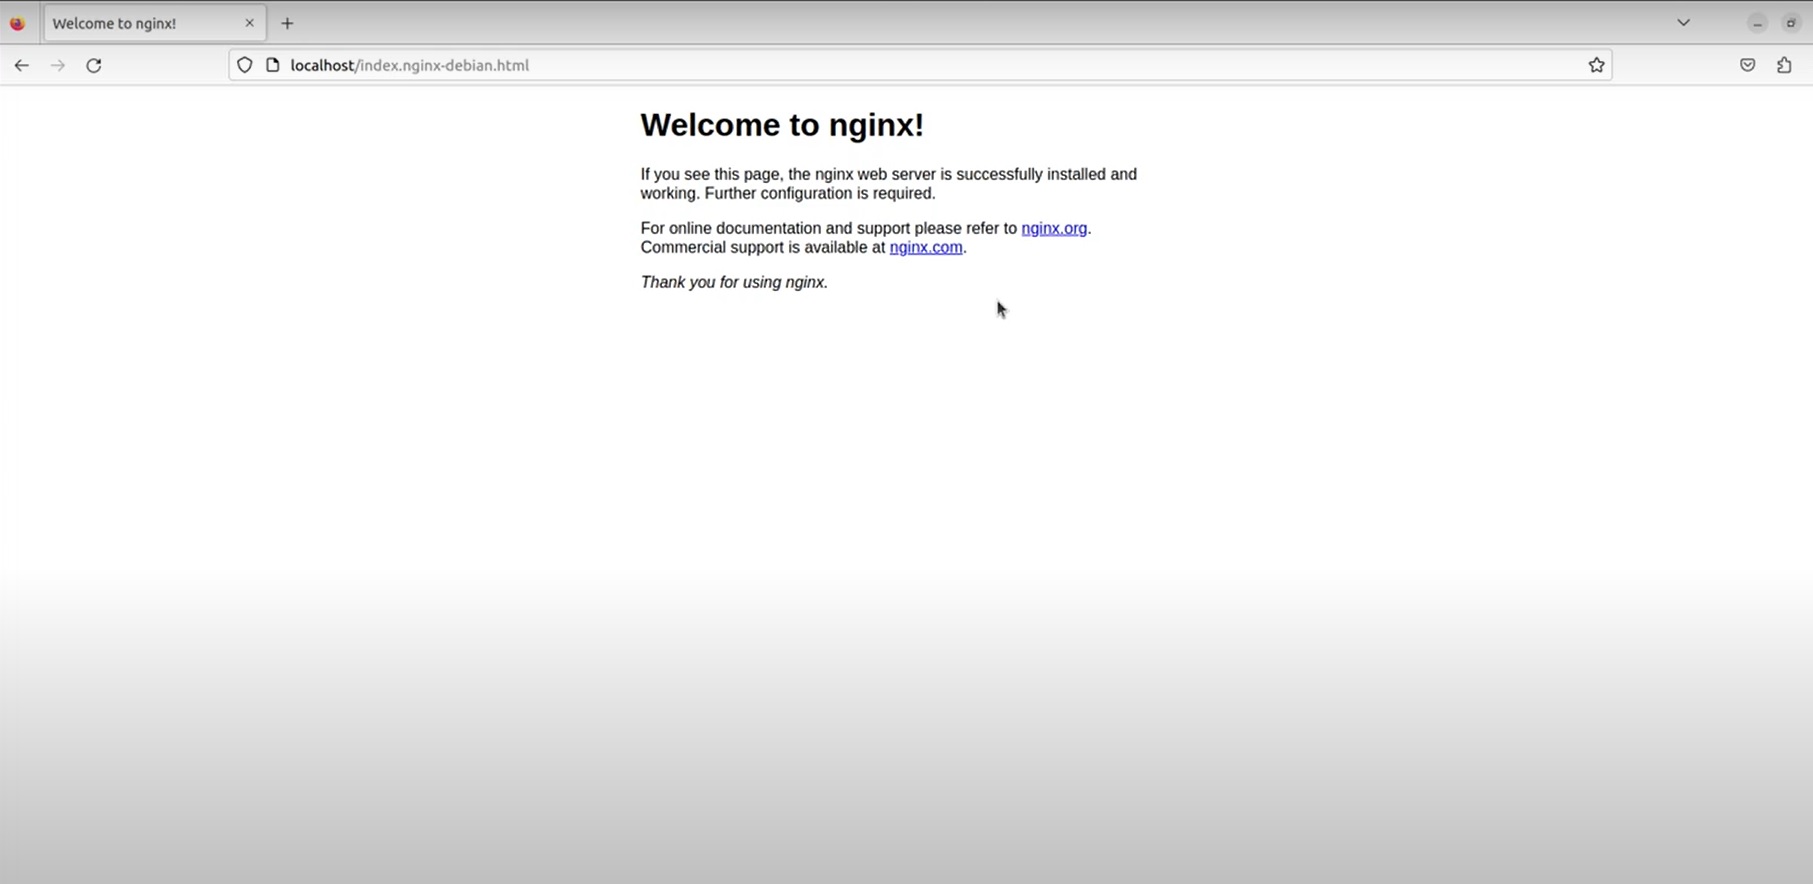 Welcome to nginx!
localhost/index.nginx-debian.html
Welcome to nginx!
If you see this page, the nginx web server is successfully installed and
working. Further configuration is required.
For online documentation and support please refer to nginx.org.
Commercial support is available at nginx.com.
Thank you for using nginx.